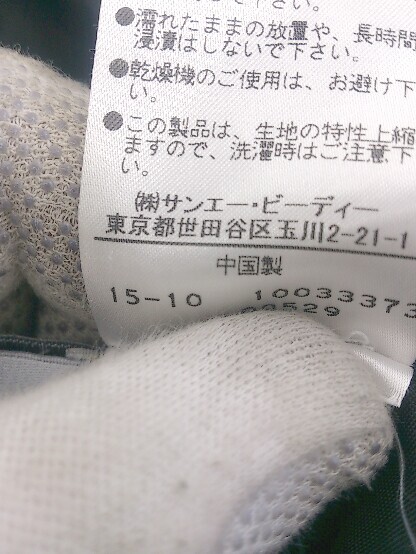 さい。
●濡れたままの放置や、長時間
浸漬はしないで下さい。
●乾燥機のご使用は、お避け下
い。
●この製品は、生地の特性上縮
ますので、洗濯時はご注意下
い。
㈱サンエー・ビーディー
東京都世田谷区玉川2-21-1
中国製
15-10 10033373
00529